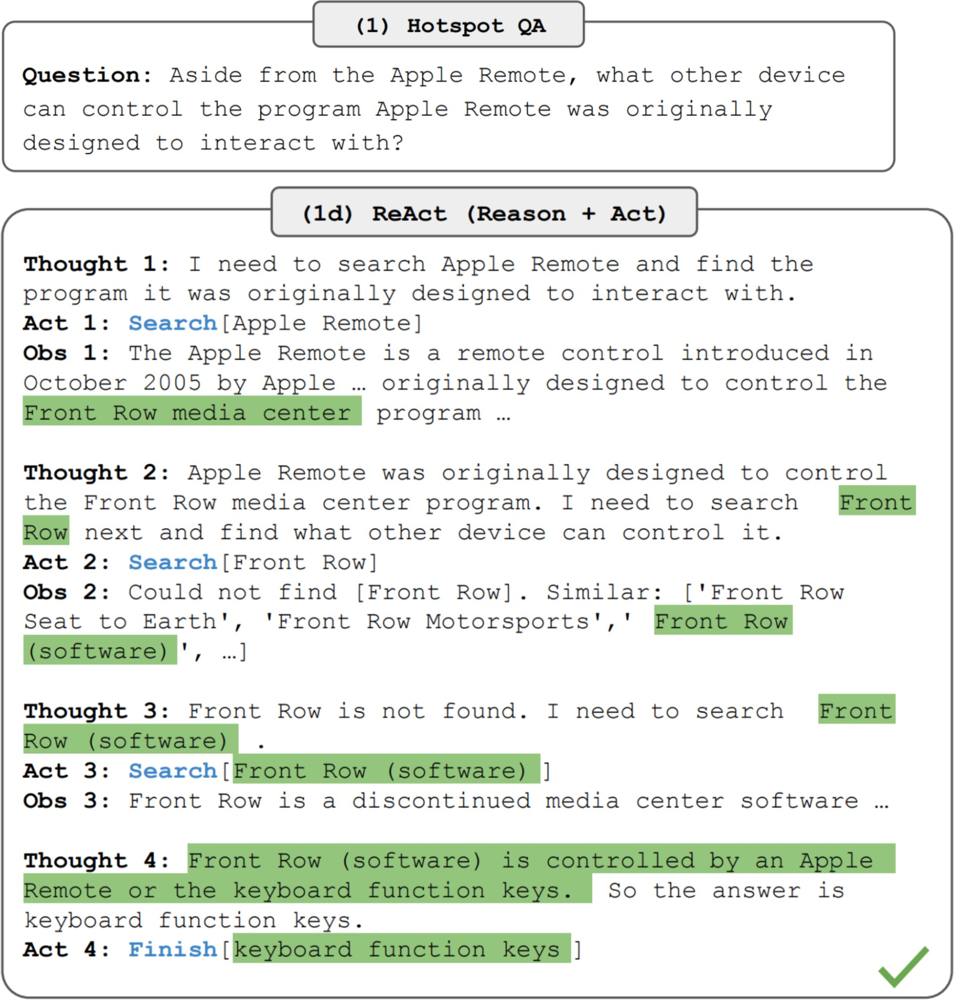 (1) Hotspot QA
Question: Aside from the Apple Remote, what other device
can control the program Apple Remote was originally
designed to interact with?
(1d) ReAct (Reason + Act)
Thought 1: I need to search Apple Remote and find the
program it was originally designed to interact with.
Act 1: Search[Apple Remote]
Obs 1: The Apple Remote is a remote control introduced in
October 2005 by Apple … originally designed to control the
Front Row media center program …
Thought 2: Apple Remote was originally designed to control
the Front Row media center program. I need to search Front
Row next and find what other device can control it.
Act 2: Search[Front Row]
Obs 2: Could not find [Front Row]. Similar: ['Front Row
Seat to Earth', 'Front Row Motorsports',' Front Row
(software)', …]
Thought 3: Front Row is not found. I need to search Front
Row (software) .
Act 3: Search[Front Row (software) ]
Obs 3: Front Row is a discontinued media center software …
Thought 4: Front Row (software) is controlled by an Apple
Remote or the keyboard function keys. So the answer is
keyboard function keys.
Act 4: Finish[keyboard function keys ]